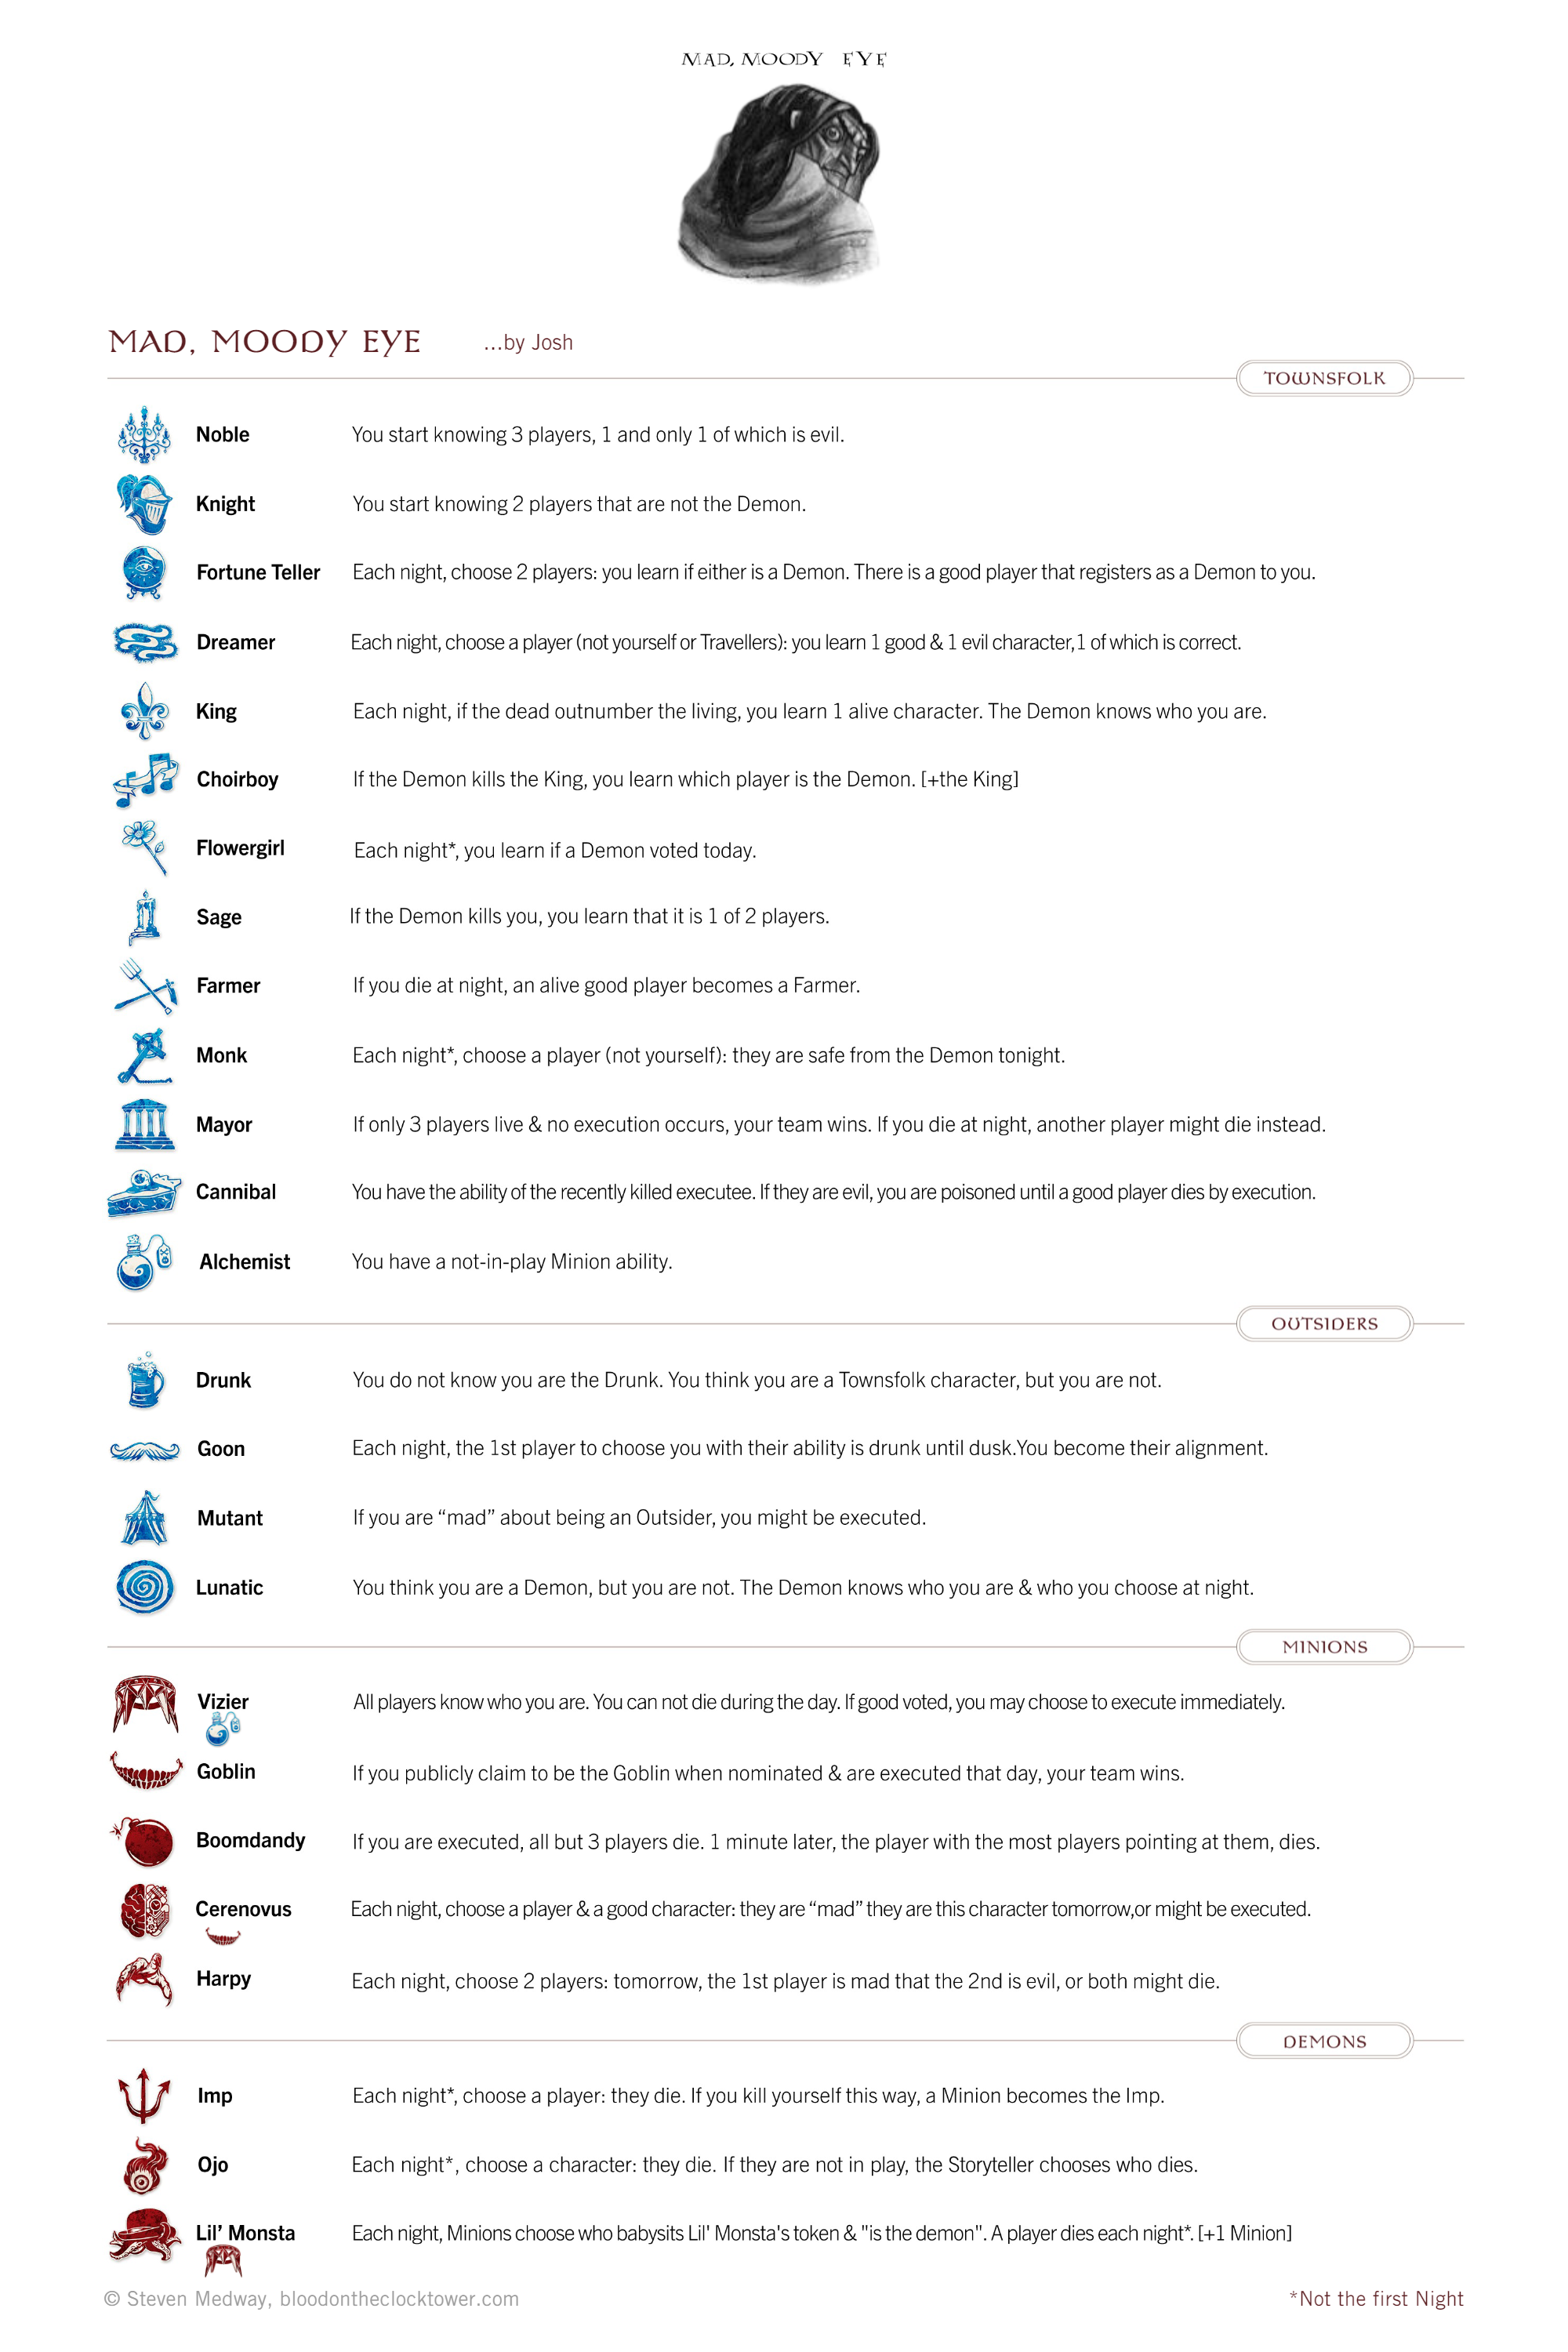 MAD, MOODY EYE
MAD, MOODY EYE ...by Josh
TOWNSFOLK
Noble You start knowing 3 players, 1 and only 1 of which is evil.
Knight You start knowing 2 players that are not the Demon.
Fortune Teller Each night, choose 2 players: you learn if either is a Demon. There is a good player that registers as a Demon to you.
Dreamer Each night, choose a player (not yourself or Travellers): you learn 1 good & 1 evil character,1 of which is correct.
King Each night, if the dead outnumber the living, you learn 1 alive character. The Demon knows who you are.
Choirboy If the Demon kills the King, you learn which player is the Demon. [+the King]
Flowergirl Each night*, you learn if a Demon voted today.
Sage If the Demon kills you, you learn that it is 1 of 2 players.
Farmer If you die at night, an alive good player becomes a Farmer.
Monk Each night*, choose a player (not yourself): they are safe from the Demon tonight.
Mayor If only 3 players live & no execution occurs, your team wins. If you die at night, another player might die instead.
Cannibal You have the ability of the recently killed executee. If they are evil, you are poisoned until a good player dies by execution.
Alchemist You have a not-in-play Minion ability.
OUTSIDERS
Drunk You do not know you are the Drunk. You think you are a Townsfolk character, but you are not.
Goon Each night, the 1st player to choose you with their ability is drunk until dusk.You become their alignment.
Mutant If you are “mad” about being an Outsider, you might be executed.
Lunatic You think you are a Demon, but you are not. The Demon knows who you are & who you choose at night.
MINIONS
Vizier All players know who you are. You can not die during the day. If good voted, you may choose to execute immediately.
Goblin If you publicly claim to be the Goblin when nominated & are executed that day, your team wins.
Boomdandy If you are executed, all but 3 players die. 1 minute later, the player with the most players pointing at them, dies.
Cerenovus Each night, choose a player & a good character: they are “mad” they are this character tomorrow,or might be executed.
Harpy Each night, choose 2 players: tomorrow, the 1st player is mad that the 2nd is evil, or both might die.
DEMONS
Imp Each night*, choose a player: they die. If you kill yourself this way, a Minion becomes the Imp.
Ojo Each night*, choose a character: they die. If they are not in play, the Storyteller chooses who dies.
Lil’ Monsta Each night, Minions choose who babysits Lil' Monsta's token & "is the demon". A player dies each night*. [+1 Minion]
© Steven Medway, bloodontheclocktower.com *Not the first Night